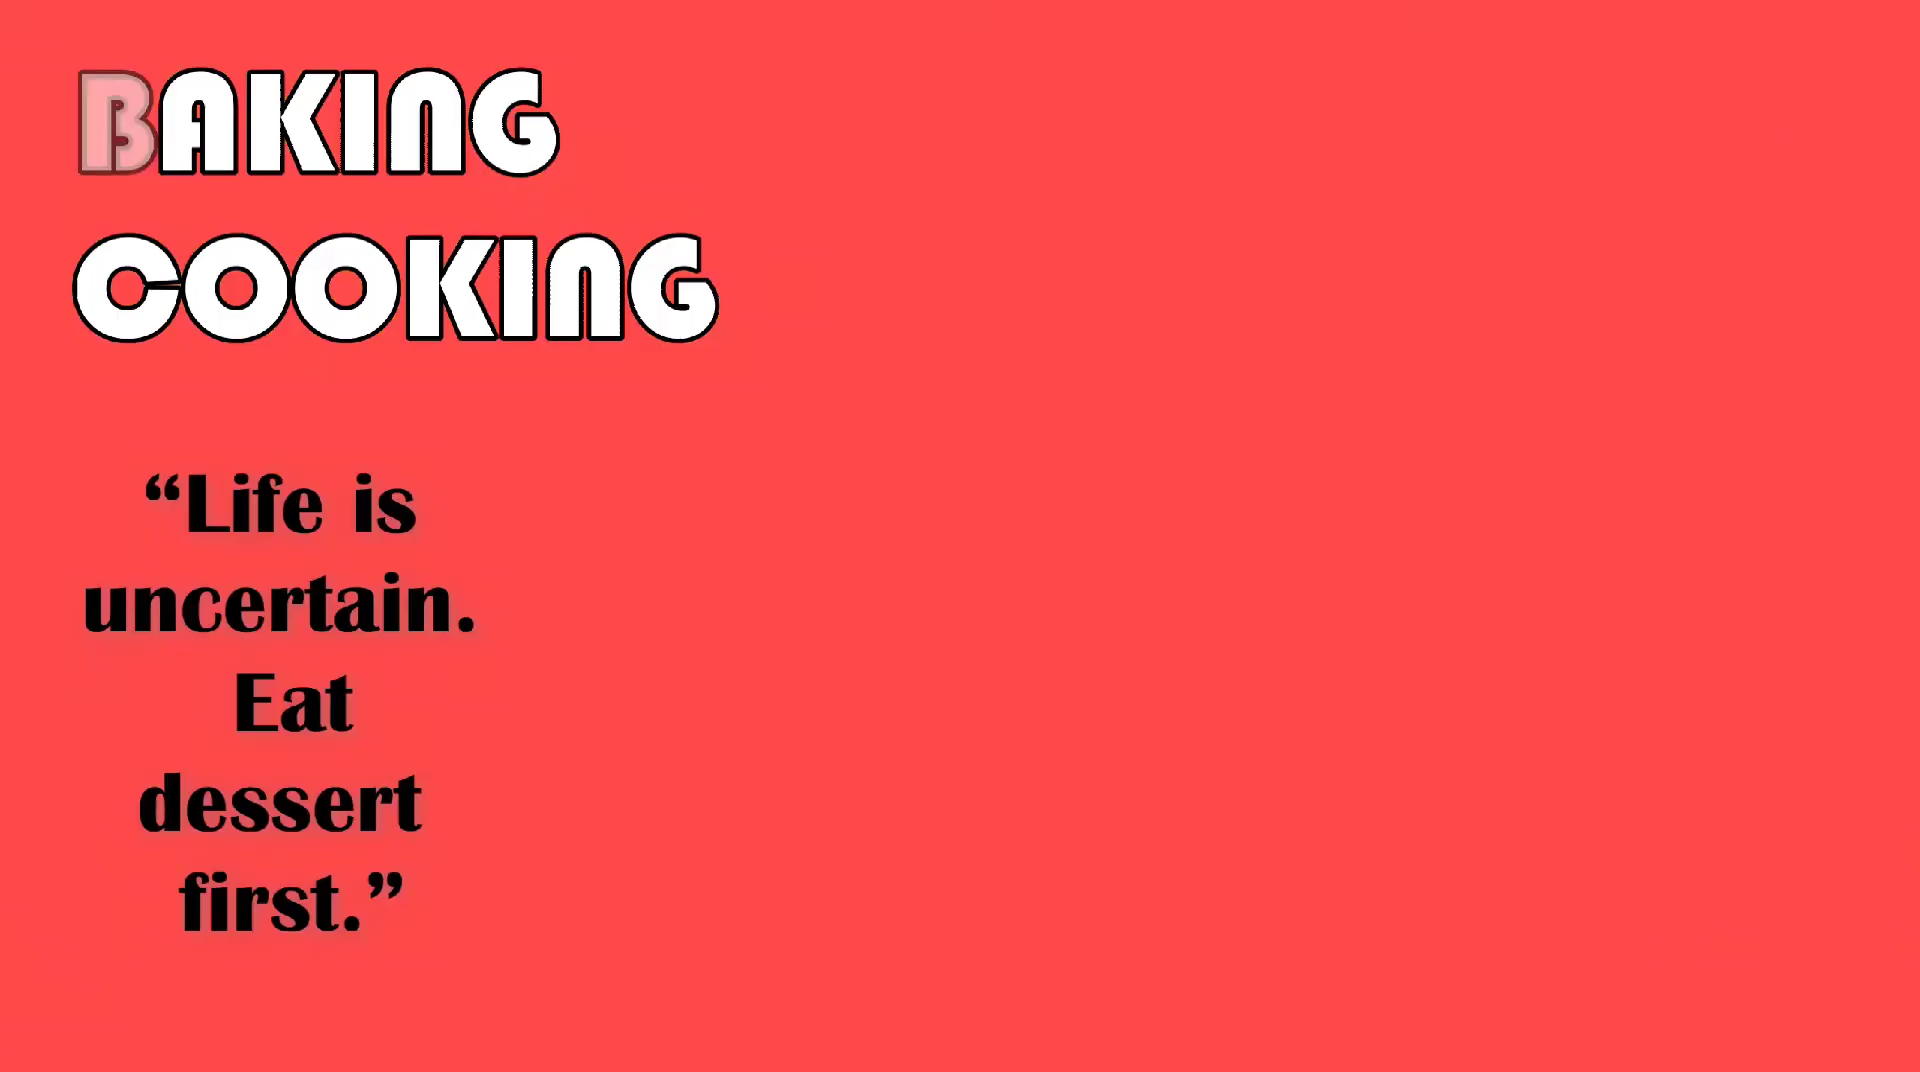 BAKING
COOKING
“Life is
uncertain.
Eat
dessert
first.”